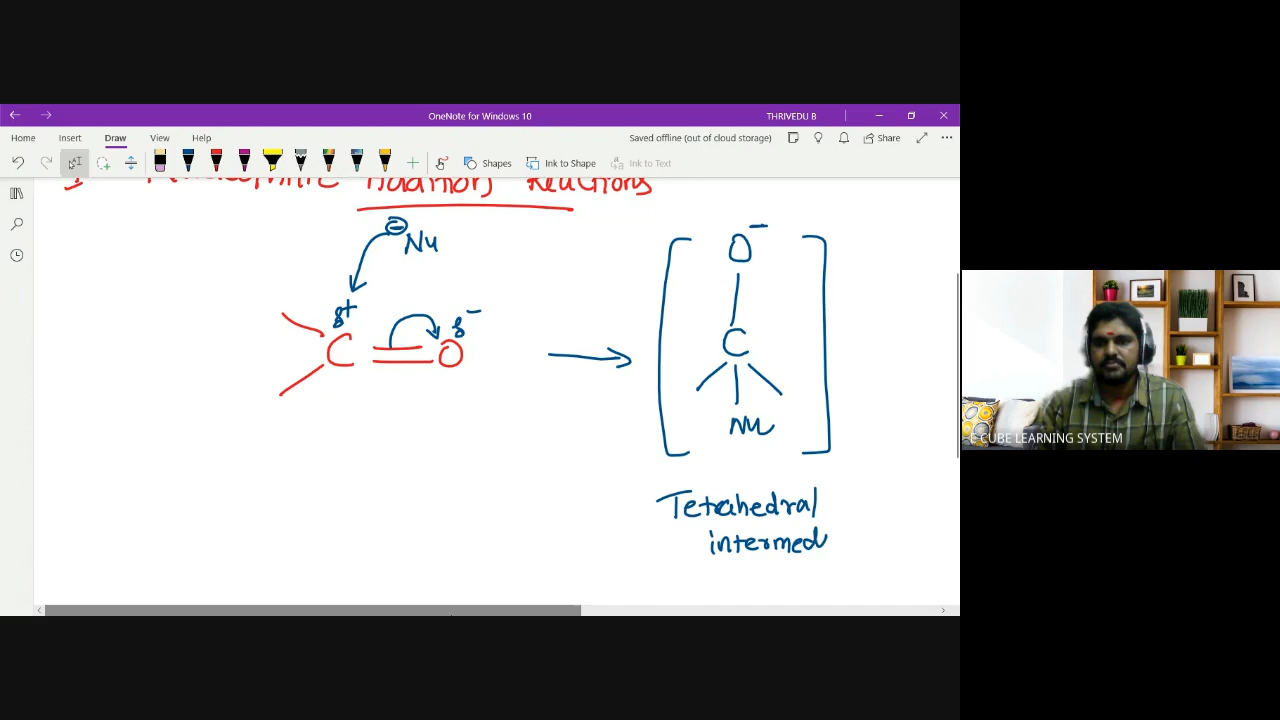 OneNote for Windows 10
THRIVEDU B
Home Insert Draw View Help
Saved offline (out of cloud storage)
Share
Shapes
Ink to Shape
Ink to Text
Addition Reactions
⊖
Nu
δ+
δ-
C=O
O-
C
Nu
Tetrahedral
intermed
E CUBE LEARNING SYSTEM